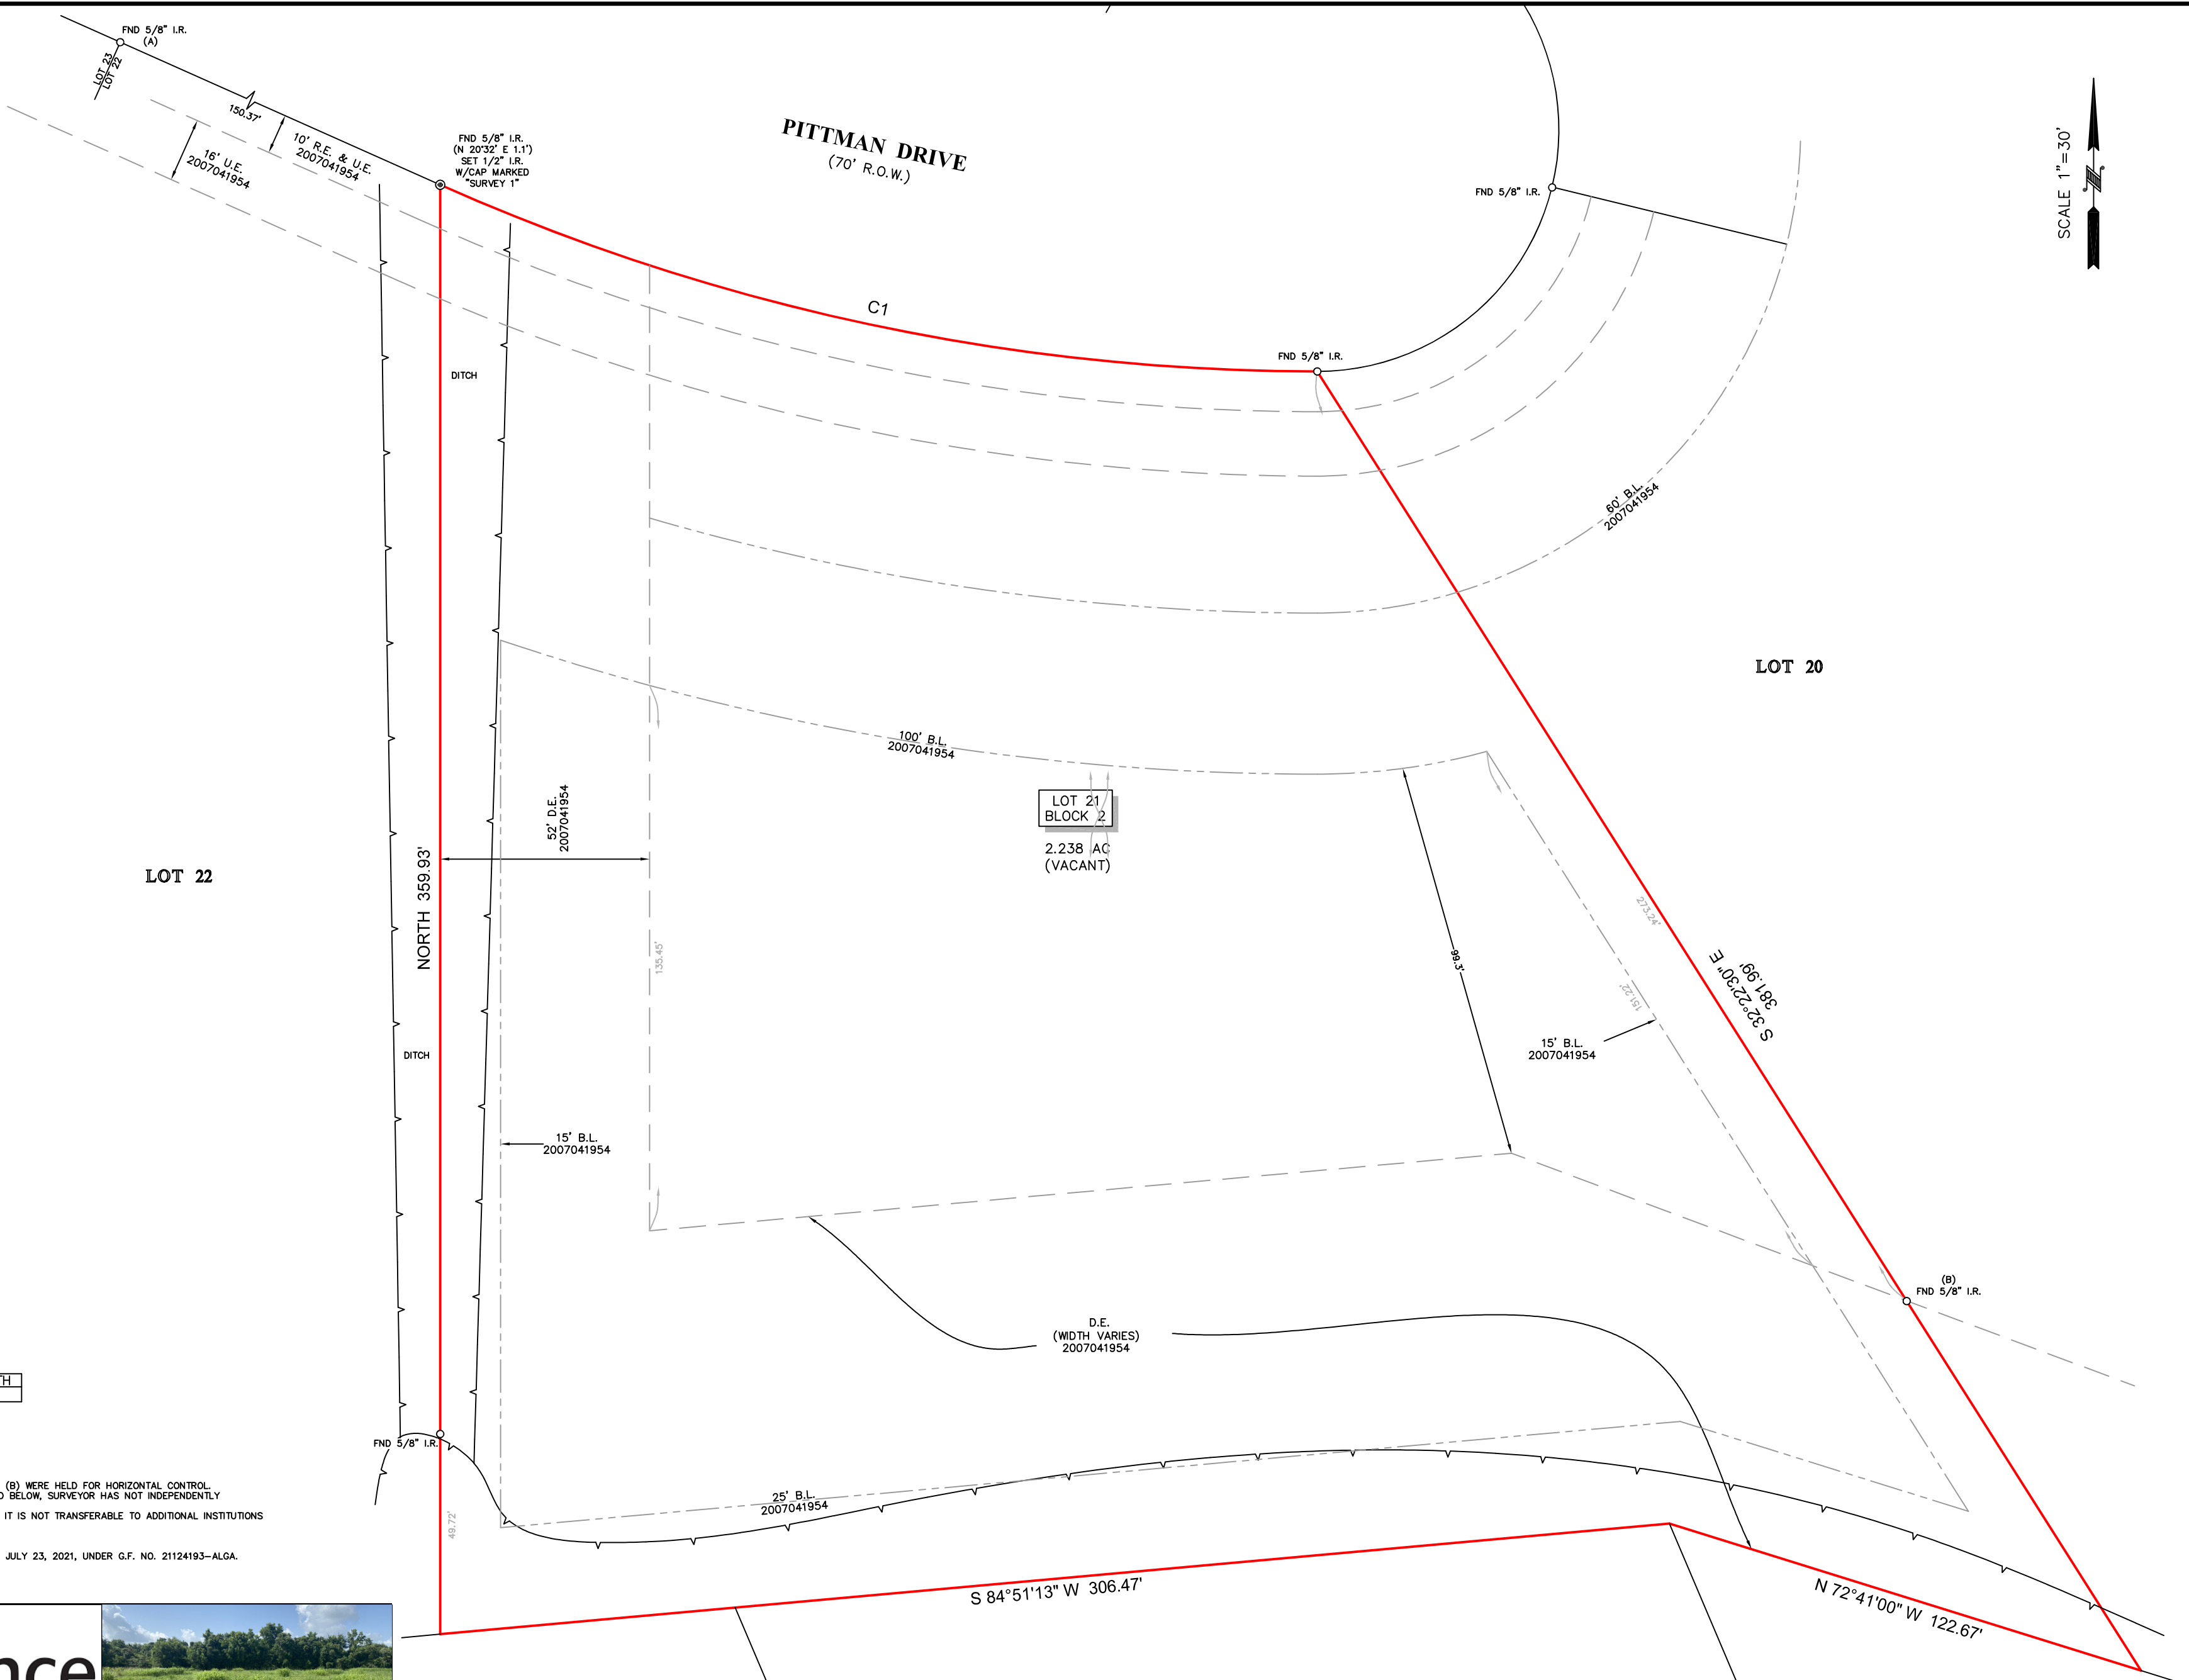 FND 5/8" I.R.
(A)
LOT 23
LOT 22
150.37'
10' R.E. & U.E.
2007041954
16' U.E.
2007041954
FND 5/8" I.R.
(N 20°32' E 1.1')
SET 1/2" I.R.
W/CAP MARKED
"SURVEY 1"
PITTMAN DRIVE
(70' R.O.W.)
FND 5/8" I.R.
SCALE 1"=30'
C1
FND 5/8" I.R.
DITCH
60' B.L.
2007041954
LOT 20
100' B.L.
2007041954
LOT 21
BLOCK 2
2.238 AC
(VACANT)
52' D.E.
2007041954
LOT 22
NORTH 359.93'
135.45'
99.3'
273.24'
S 32°22'30" E
381.99'
151.22'
15' B.L.
2007041954
DITCH
15' B.L.
2007041954
(B)
FND 5/8" I.R.
D.E.
(WIDTH VARIES)
2007041954
TH
FND 5/8" I.R.
(B) WERE HELD FOR HORIZONTAL CONTROL.
D BELOW, SURVEYOR HAS NOT INDEPENDENTLY
IT IS NOT TRANSFERABLE TO ADDITIONAL INSTITUTIONS
JULY 23, 2021, UNDER G.F. NO. 21124193-ALGA.
25' B.L.
2007041954
49.72'
S 84°51'13" W 306.47'
N 72°41'00" W 122.67'
nce